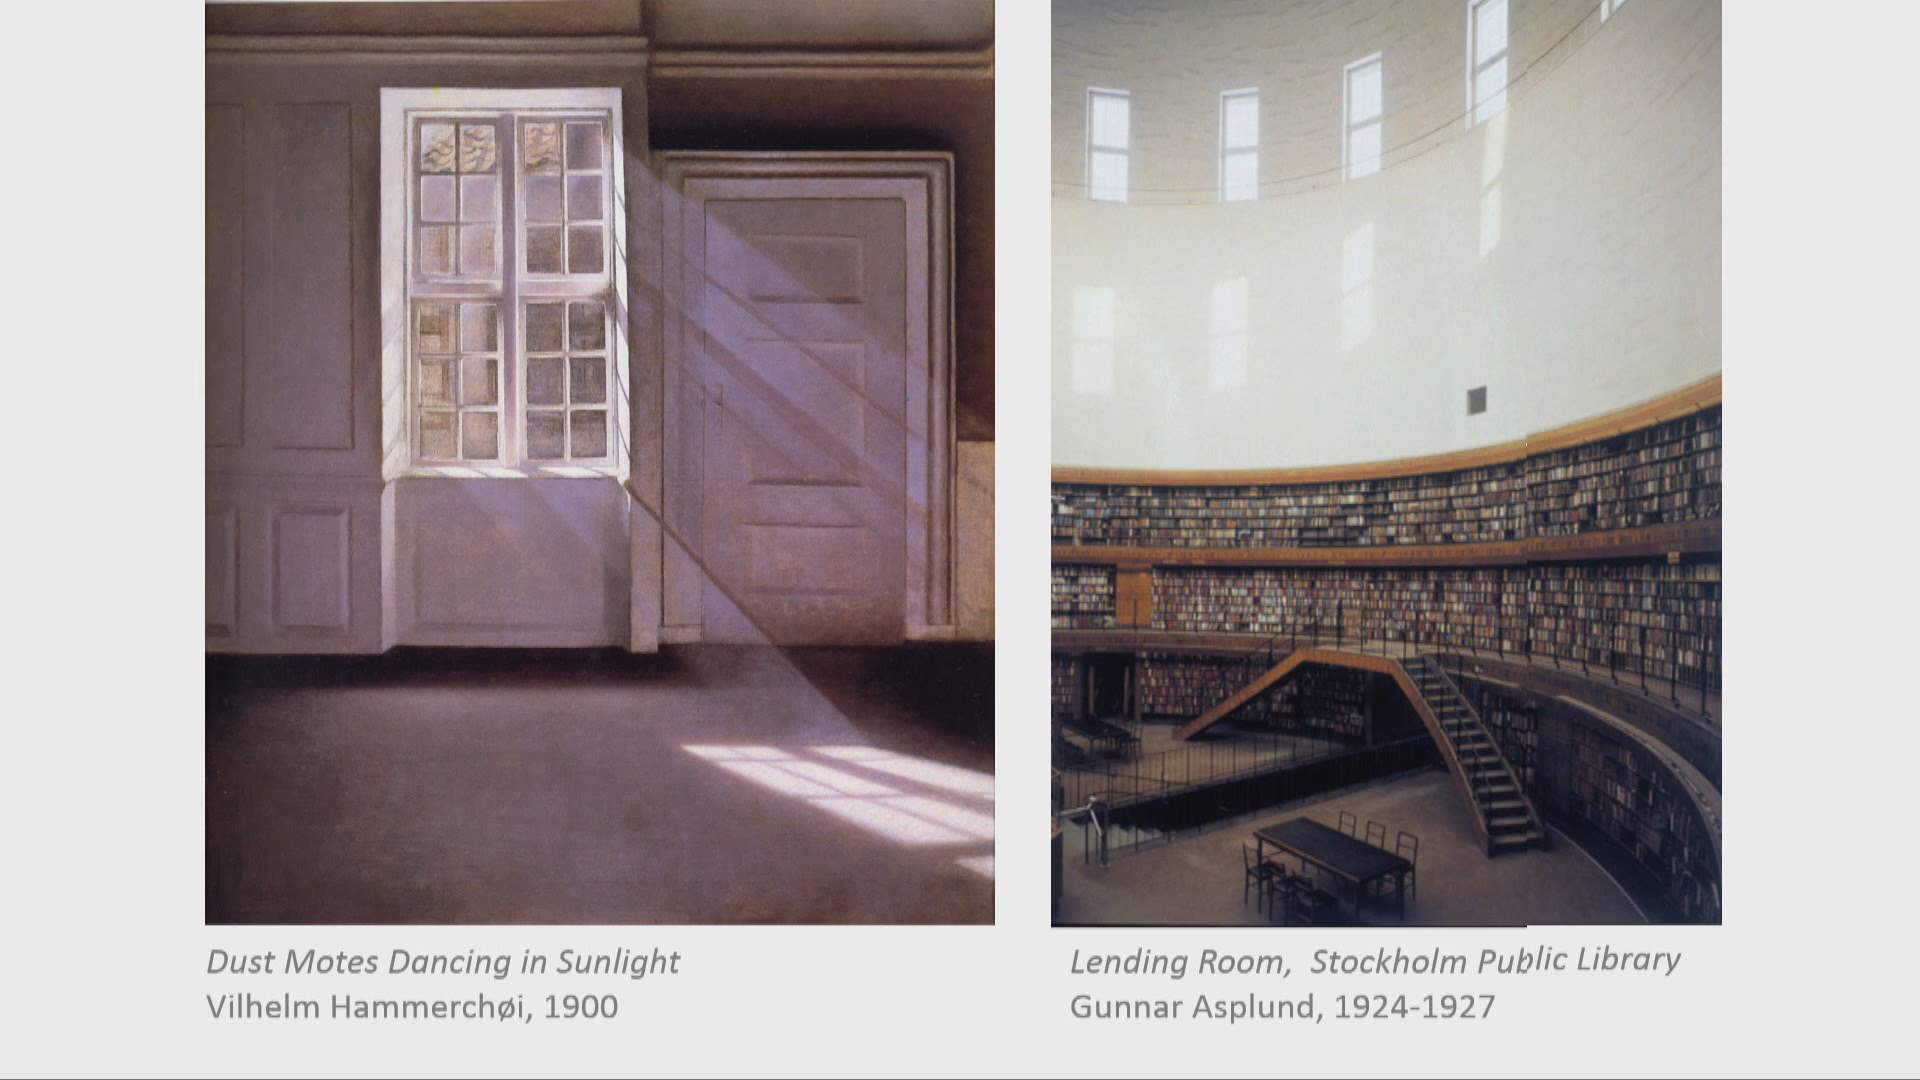 Dust Motes Dancing in Sunlight
Vilhelm Hammerchøi, 1900
Lending Room, Stockholm Public Library
Gunnar Asplund, 1924-1927